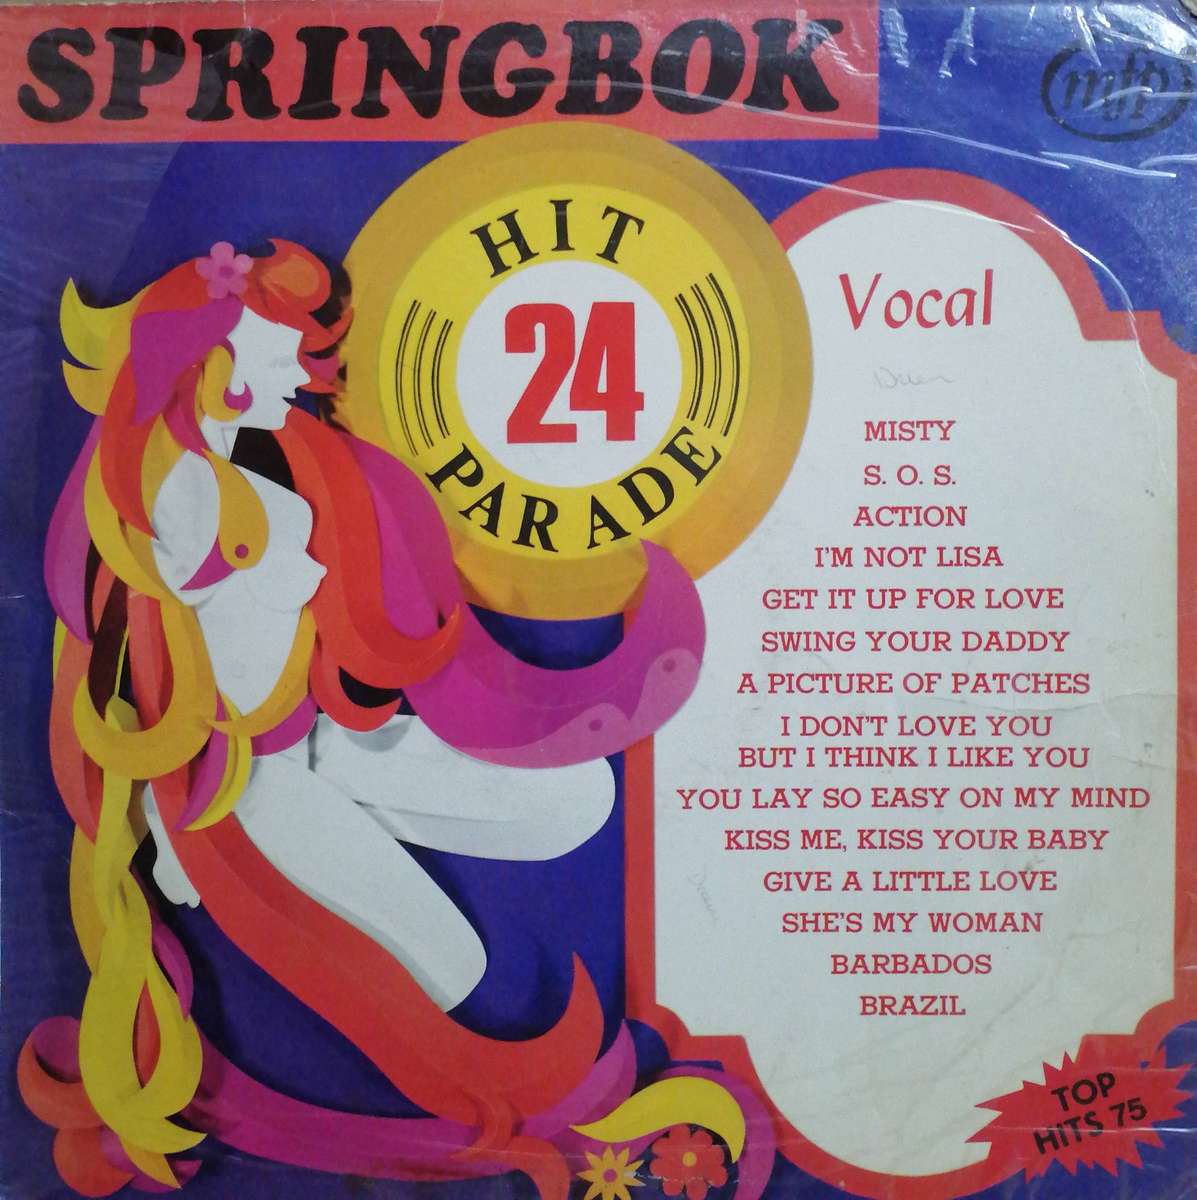 SPRINGBOK
mfp
HIT
24
PARADE
Vocal
MISTY
S. O. S.
ACTION
I'M NOT LISA
GET IT UP FOR LOVE
SWING YOUR DADDY
A PICTURE OF PATCHES
I DON'T LOVE YOU
BUT I THINK I LIKE YOU
YOU LAY SO EASY ON MY MIND
KISS ME, KISS YOUR BABY
GIVE A LITTLE LOVE
SHE'S MY WOMAN
BARBADOS
BRAZIL
TOP
HITS 75